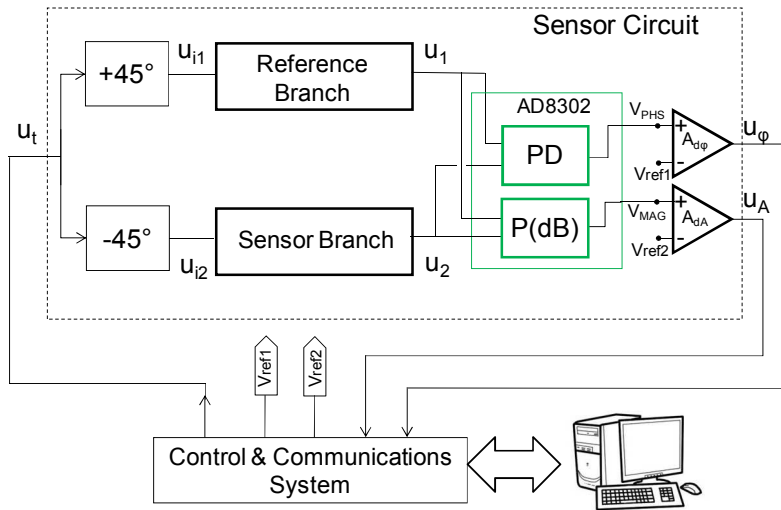 Sensor Circuit
+45°
u_i1
Reference
Branch
u_1
AD8302
V_PHS
+
A_dφ
-
u_φ
u_t
PD
Vref1
-45°
u_i2
Sensor Branch
u_2
P(dB)
V_MAG
+
A_dA
-
u_A
Vref2
Vref1
Vref2
Control & Communications
System